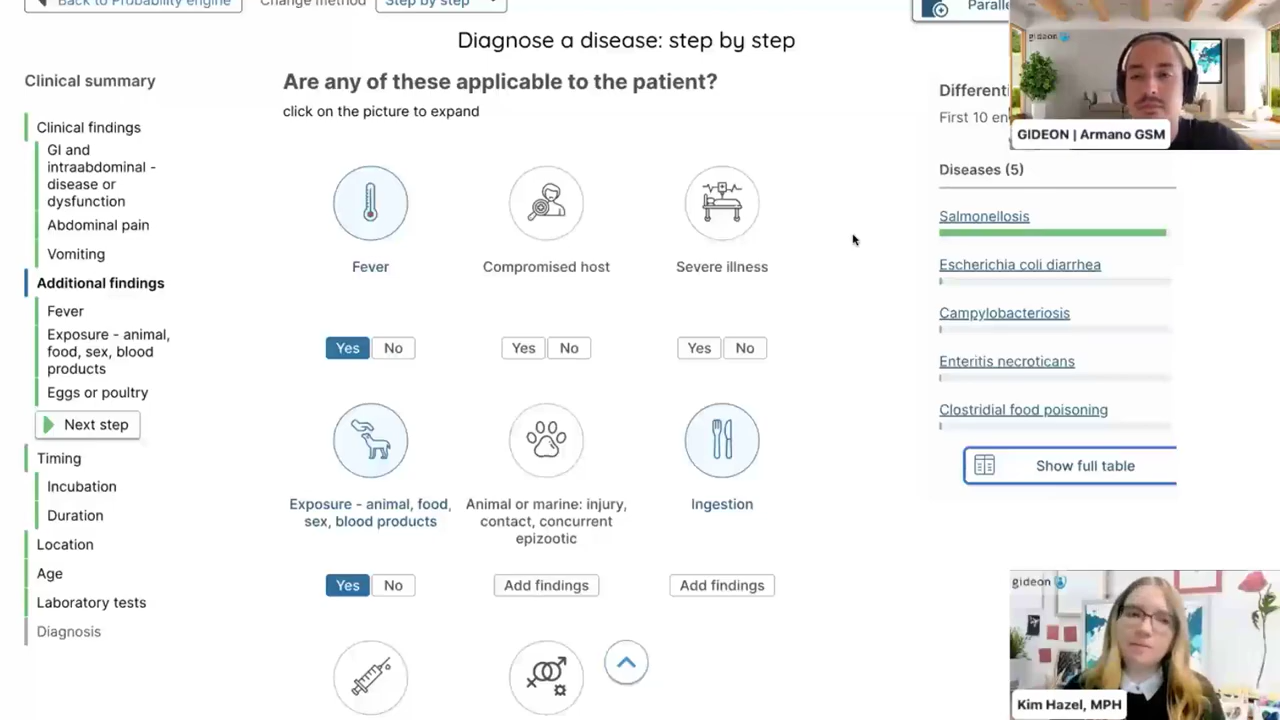 Back to Probability engine
Change method
Step by step
Paralle
Diagnose a disease: step by step
Clinical summary
Clinical findings
GI and
intraabdominal -
disease or
dysfunction
Abdominal pain
Vomiting
Additional findings
Fever
Exposure - animal,
food, sex, blood
products
Eggs or poultry
Next step
Timing
Incubation
Duration
Location
Age
Laboratory tests
Diagnosis
Are any of these applicable to the patient?
click on the picture to expand
Fever
Compromised host
Severe illness
Yes No
Yes No
Yes No
Exposure - animal, food,
sex, blood products
Animal or marine: injury,
contact, concurrent
epizootic
Ingestion
Yes No
Add findings
Add findings
Differenti
First 10 en
Diseases (5)
Salmonellosis
Escherichia coli diarrhea
Campylobacteriosis
Enteritis necroticans
Clostridial food poisoning
Show full table
gideon
GIDEON | Armano GSM
gideon
Kim Hazel, MPH